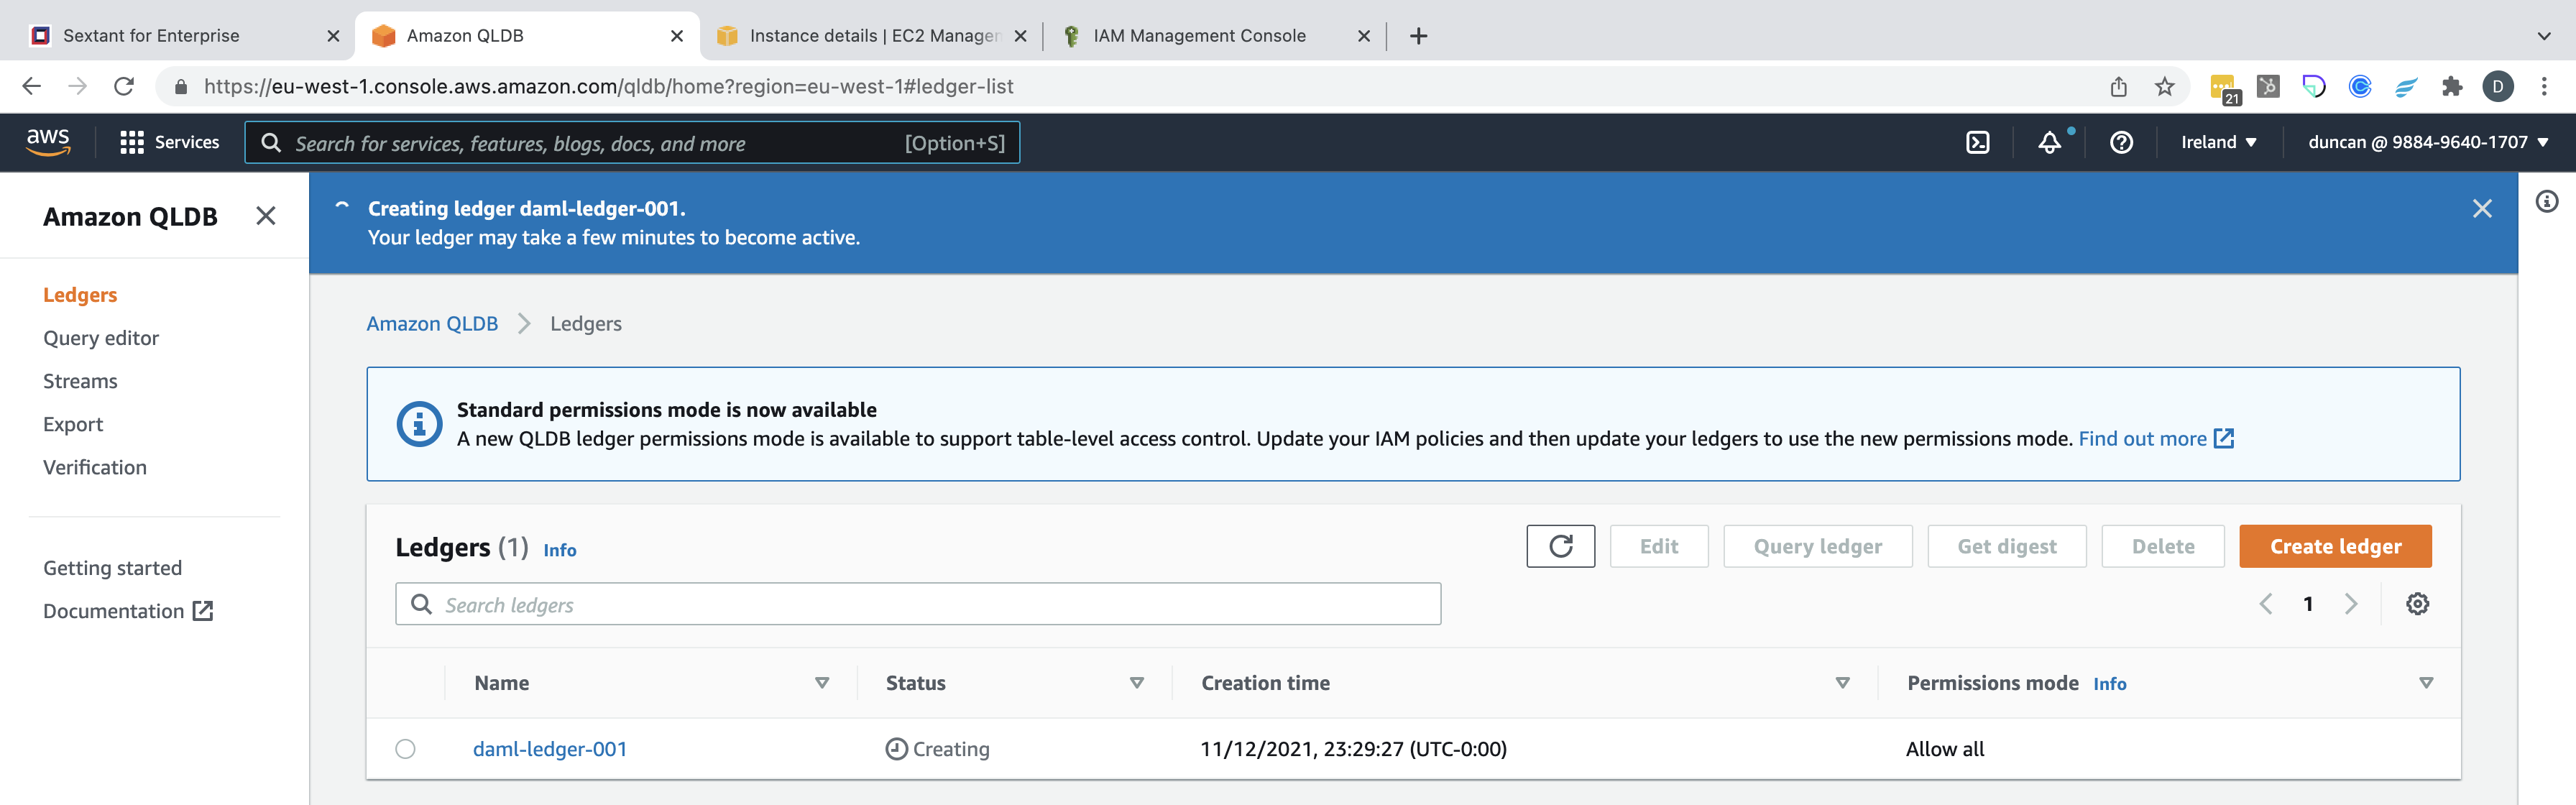 Sextant for Enterprise
Amazon QLDB
Instance details | EC2 Manage
IAM Management Console
https://eu-west-1.console.aws.amazon.com/qldb/home?region=eu-west-1#ledger-list
21
D
aws
Services
Search for services, features, blogs, docs, and more
[Option+S]
Ireland
duncan @ 9884-9640-1707
Amazon QLDB
Ledgers
Query editor
Streams
Export
Verification
Getting started
Documentation
Creating ledger daml-ledger-001.
Your ledger may take a few minutes to become active.
Amazon QLDB
Ledgers
Standard permissions mode is now available
A new QLDB ledger permissions mode is available to support table-level access control. Update your IAM policies and then update your ledgers to use the new permissions mode. Find out more
Ledgers (1) Info
Edit
Query ledger
Get digest
Delete
Create ledger
Search ledgers
1
Name
Status
Creation time
Permissions mode Info
daml-ledger-001
Creating
11/12/2021, 23:29:27 (UTC-0:00)
Allow all